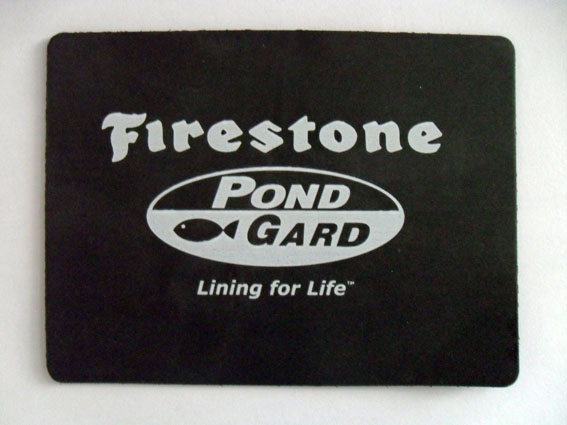 Firestone
POND
GARD
Lining for Life™